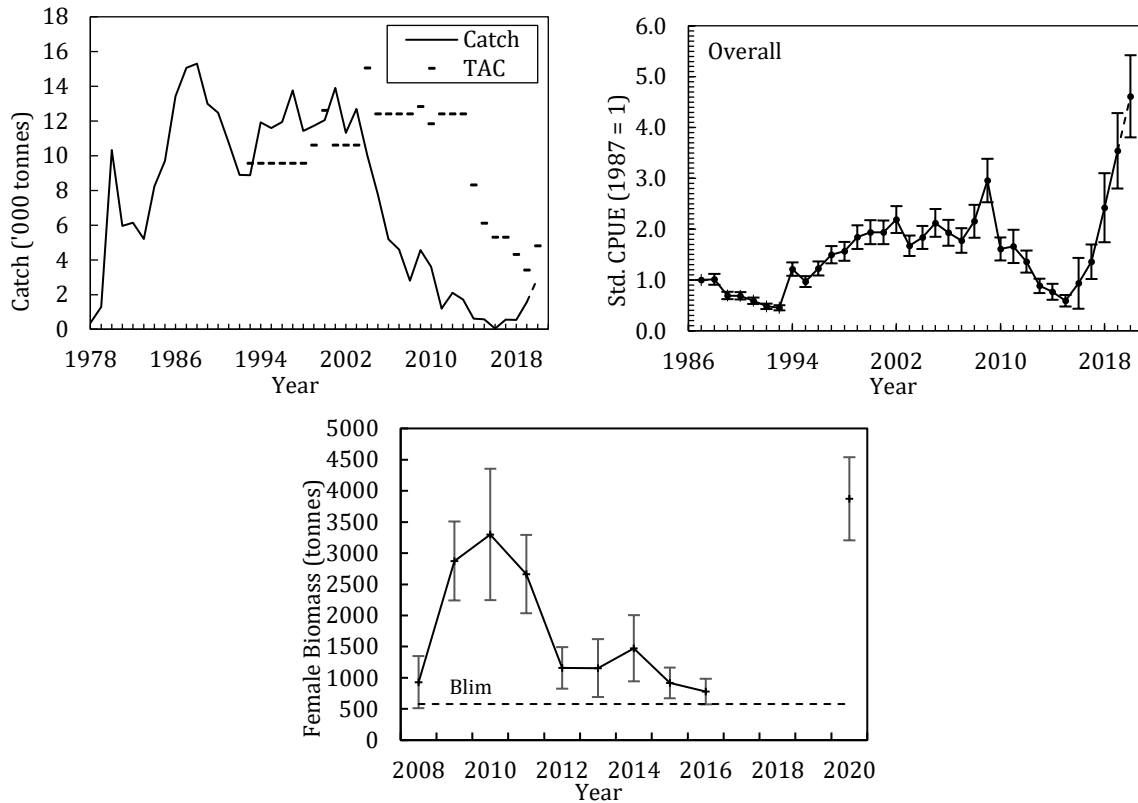 18
16
14
12
10
8
6
4
2
0
Catch ('000 tonnes)
Catch
TAC
1978 1986 1994 2002 2010 2019
Year
6.0
5.0
4.0
3.0
2.0
1.0
0.0
Std. CPUE (1987 = 1)
Overall
1986 1994 2002 2010 2018
Year
5000
4500
4000
3500
3000
2500
2000
1500
1000
500
0
Female Biomass (tonnes)
Blim
2008 2010 2012 2014 2016 2018 2020
Year